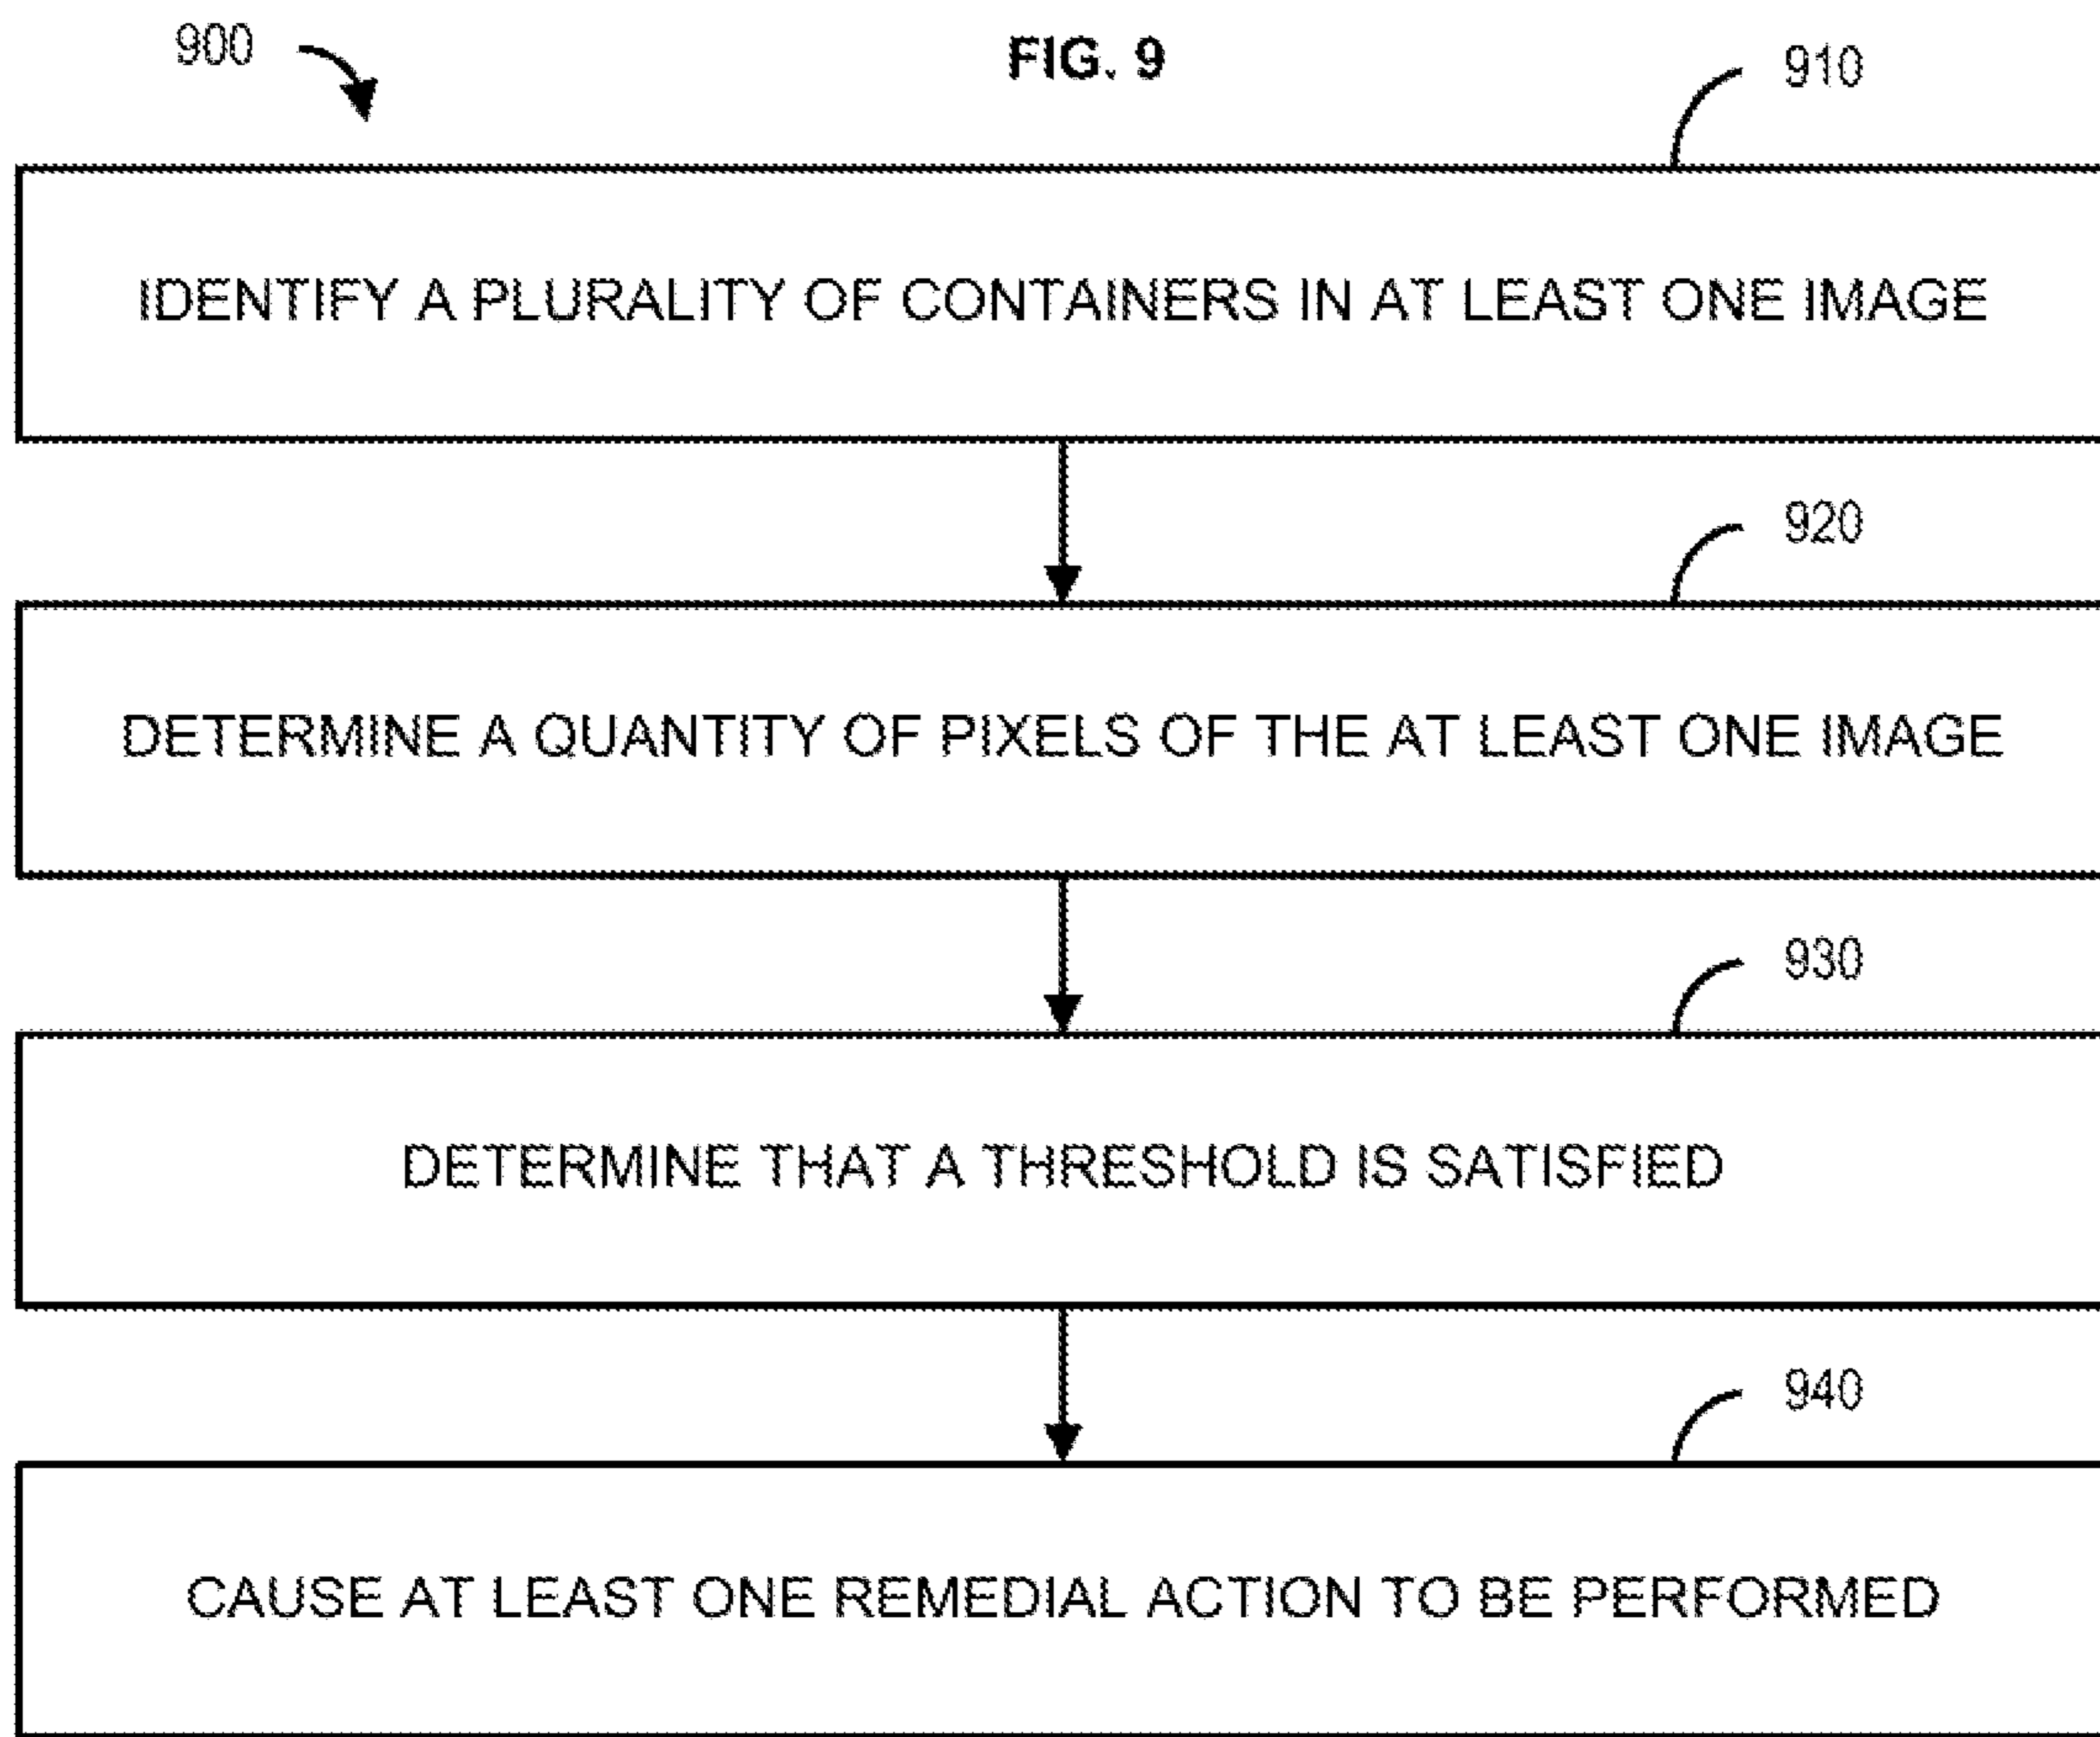 900
FIG. 9
910
IDENTIFY A PLURALITY OF CONTAINERS IN AT LEAST ONE IMAGE
920
DETERMINE A QUANTITY OF PIXELS OF THE AT LEAST ONE IMAGE
930
DETERMINE THAT A THRESHOLD IS SATISFIED
940
CAUSE AT LEAST ONE REMEDIAL ACTION TO BE PERFORMED